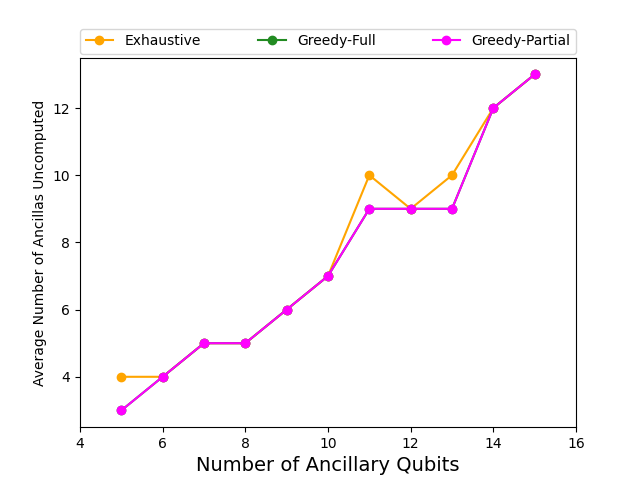 Exhaustive Greedy-Full Greedy-Partial
12
10
8
6
4
Average Number of Ancillas Uncomputed
4 6 8 10 12 14 16
Number of Ancillary Qubits